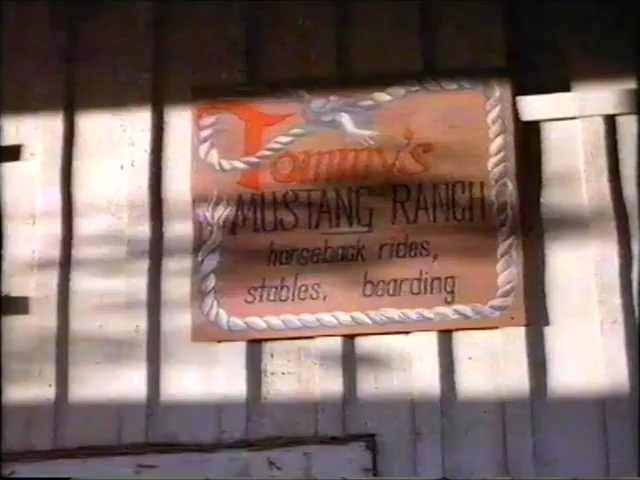 Tommy's
MUSTANG RANCH
horseback rides,
stables, boarding